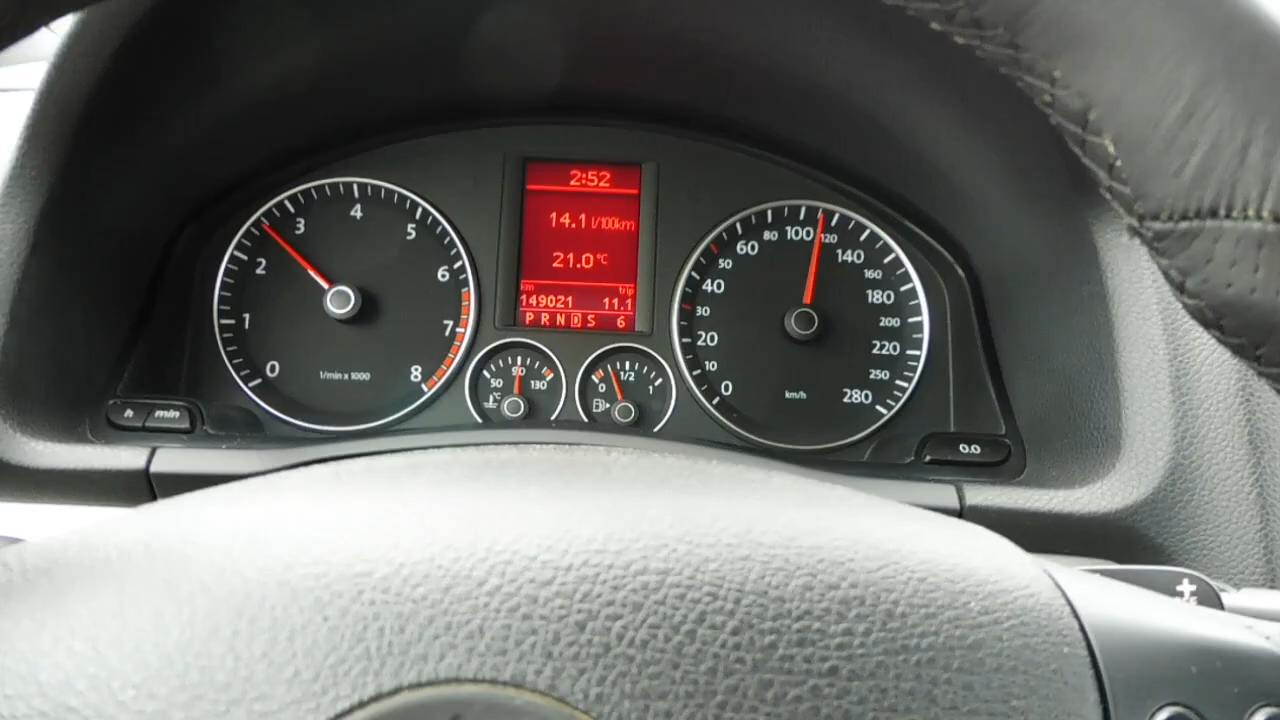 2:52
14.1 l/100km
21.0 °C
km trip
149021 11.1
P R N D S 6
0 1 2 3 4 5 6 7 8
1/min x 1000
50 90 130
°C
0 1/2 1
0 10 20 30 40 50 60 80 100 120 140 160 180 200 220 250 280
km/h
h min
0.0
+